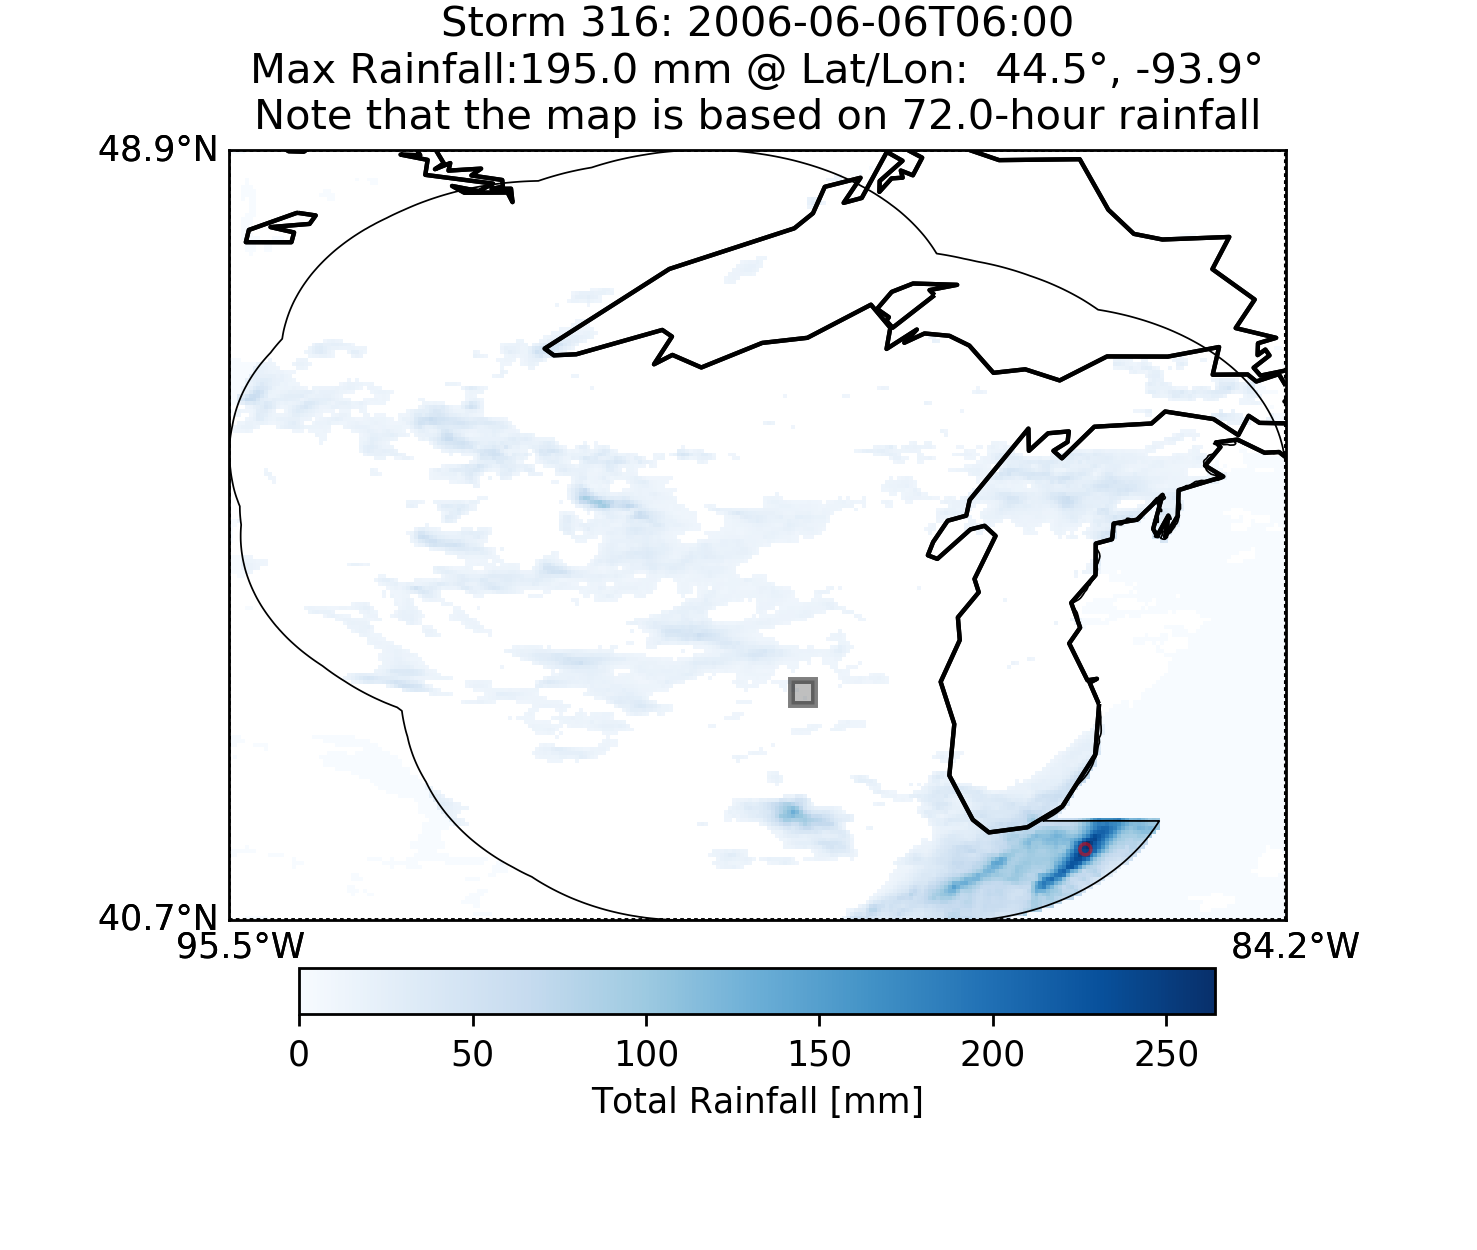 Storm 316: 2006-06-06T06:00
Max Rainfall:195.0 mm @ Lat/Lon:  44.5°, -93.9°
Note that the map is based on 72.0-hour rainfall
48.9°N
40.7°N
95.5°W 84.2°W
0 50 100 150 200 250
Total Rainfall [mm]